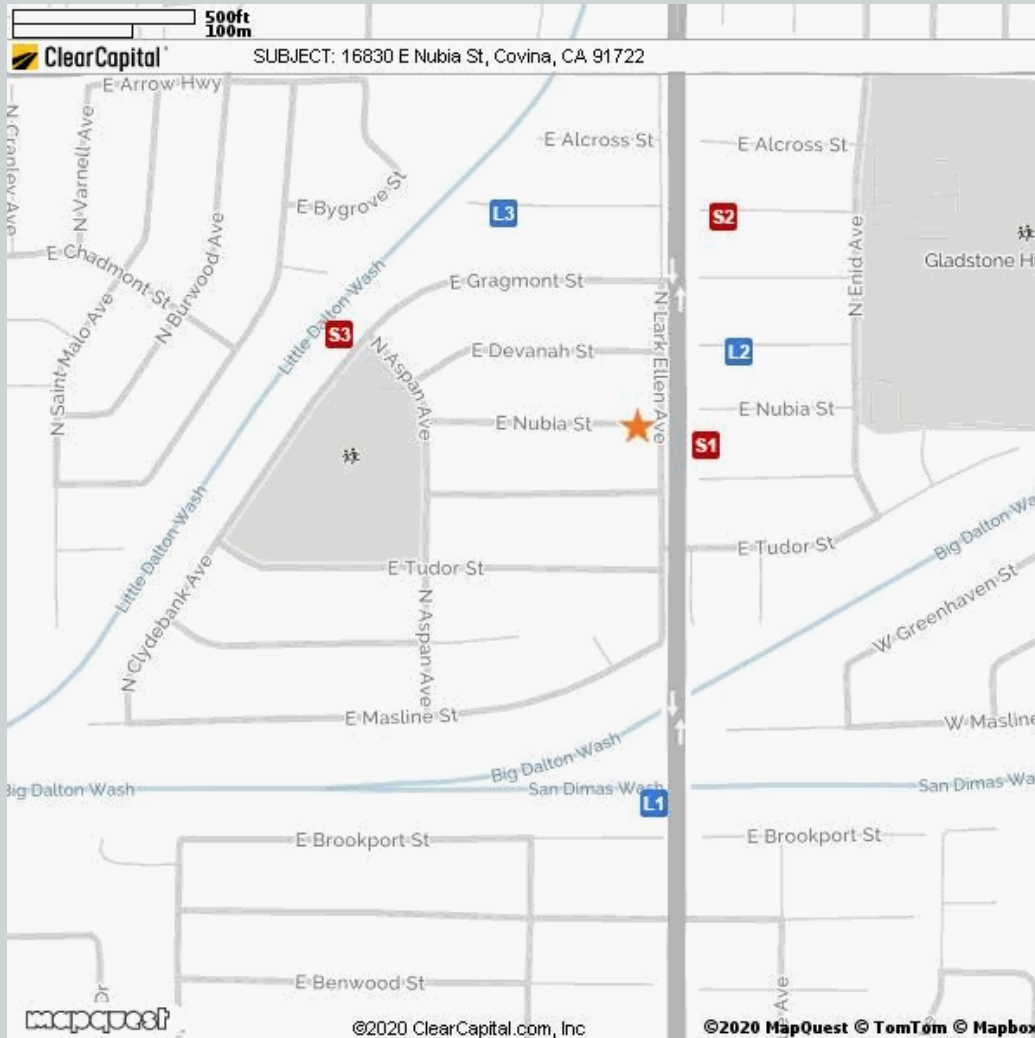 500ft
100m
ClearCapital
SUBJECT: 16830 E Nubia St, Covina, CA 91722
E Arrow Hwy
N Cranley Ave
N Varnell Ave
E Alcross St
E Alcross St
E Bygrove St
L3
S2
E Chadmont St
N Burwood Ave
N Enid Ave
Gladstone Hi
Little Dalton Wash
E Gragmont St
N Saint Malo Ave
S3
N Lark Ellen Ave
N Aspan Ave
E Devanah St
L2
E Nubia St
E Nubia St
S1
Little Dalton Wash
E Tudor St
Big Dalton Wa
E Tudor St
N Clydebank Ave
N Aspan Ave
W Greenhaven St
E Masline St
W Masline
Big Dalton Wash
Big Dalton Wash
San Dimas Wash
San Dimas Wa
L1
E Brookport St
E Brookport St
E Benwood St
Dr
Ave
mapquest
©2020 ClearCapital.com, Inc
©2020 MapQuest © TomTom © Mapbox